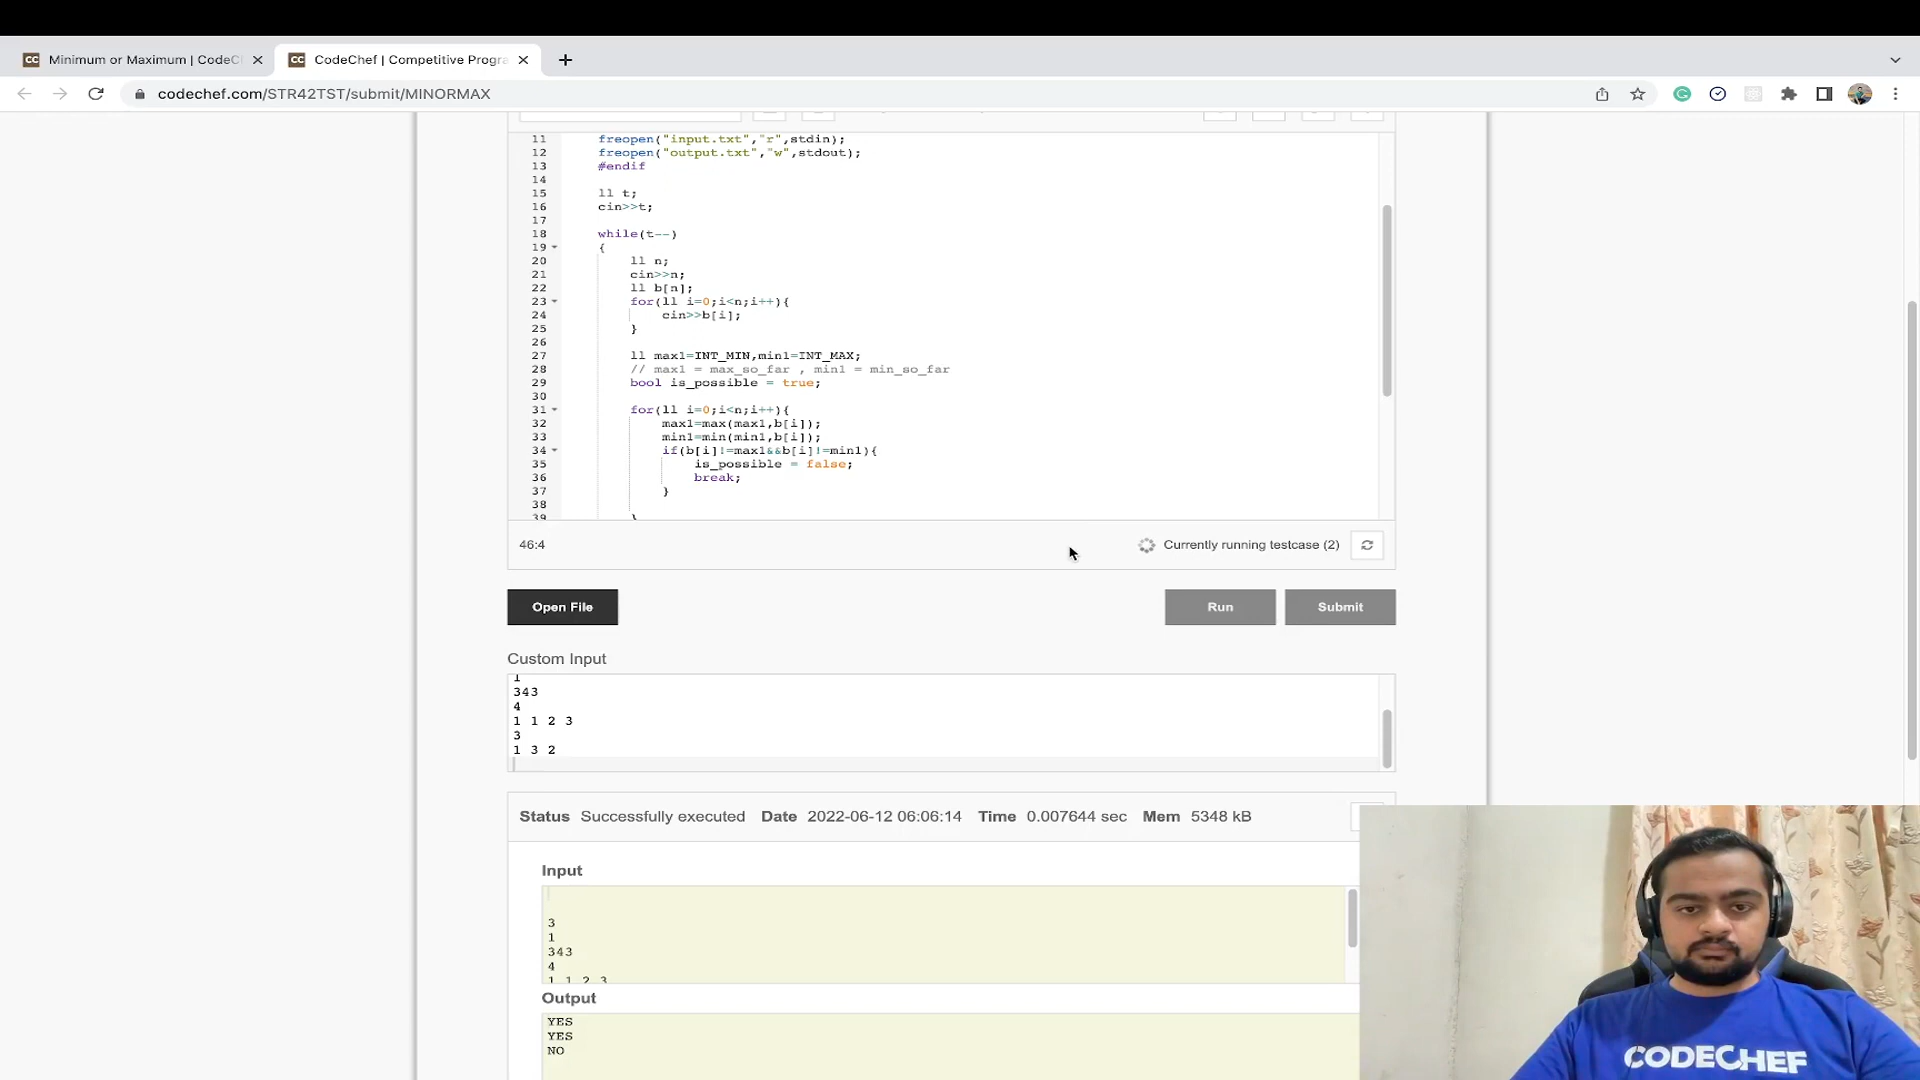 Minimum or Maximum | CodeC
CodeChef | Competitive Progra
codechef.com/STR42TST/submit/MINORMAX
11 freopen("input.txt","r",stdin);
12 freopen("output.txt","w",stdout);
13 #endif
14
15 ll t;
16 cin>>t;
17
18 while(t--)
19 {
20 ll n;
21 cin>>n;
22 ll b[n];
23 for(ll i=0;i<n;i++){
24 cin>>b[i];
25 }
26
27 ll max1=INT_MIN,min1=INT_MAX;
28 // max1 = max_so_far , min1 = min_so_far
29 bool is_possible = true;
30
31 for(ll i=0;i<n;i++){
32 max1=max(max1,b[i]);
33 min1=min(min1,b[i]);
34 if(b[i]!=max1&&b[i]!=min1){
35 is_possible = false;
36 break;
37 }
38
39 }
46:4
Currently running testcase (2)
Open File
Run
Submit
Custom Input
1
343
4
1 1 2 3
3
1 3 2
Status Successfully executed Date 2022-06-12 06:06:14 Time 0.007644 sec Mem 5348 kB
Input
3
1
343
4
1 1 2 3
Output
YES
YES
NO
CODECHEF